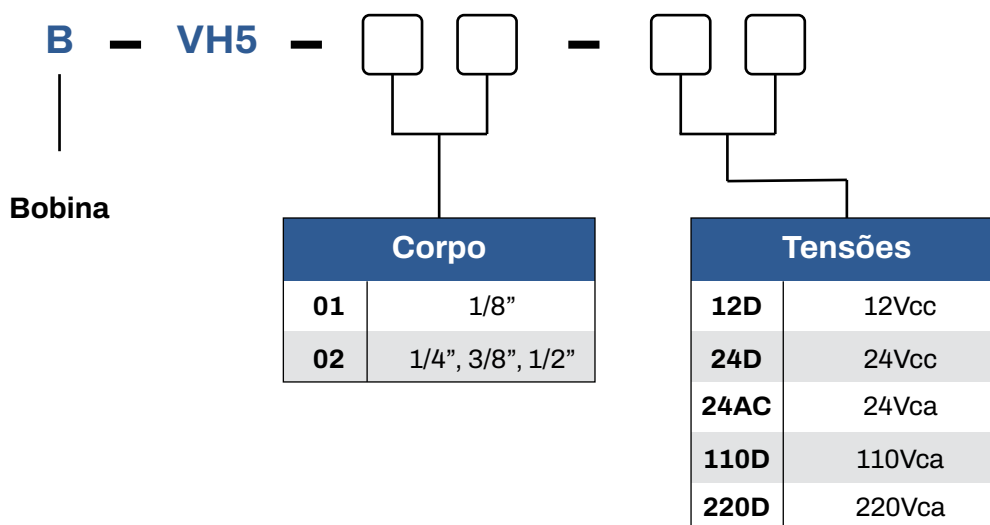 B – VH5 – –
Bobina
Corpo
01 1/8”
02 1/4”, 3/8”, 1/2”
Tensões
12D 12Vcc
24D 24Vcc
24AC 24Vca
110D 110Vca
220D 220Vca